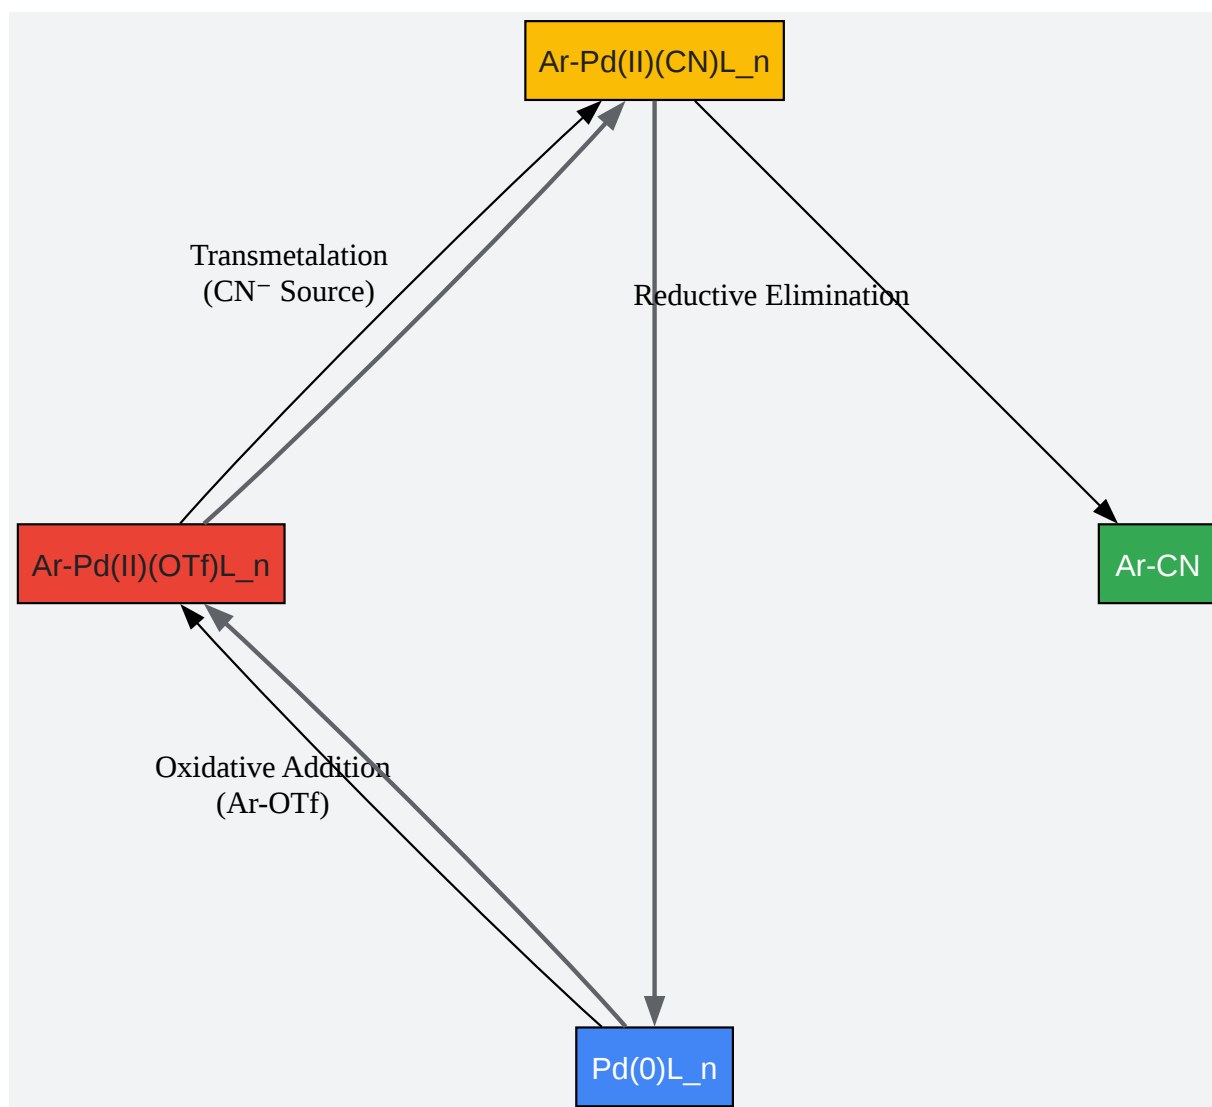 Ar-Pd(II)(CN)L_n
Transmetalation
(CN⁻ Source)
Reductive Elimination
Ar-Pd(II)(OTf)L_n
Ar-CN
Oxidative Addition
(Ar-OTf)
Pd(0)L_n